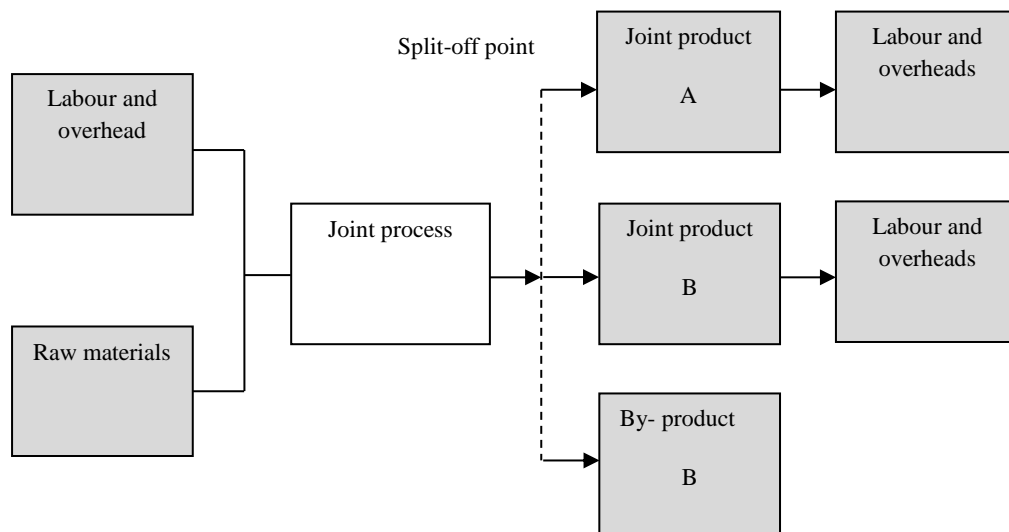 Labour and
overhead
Raw materials
Joint process
Split-off point
Joint product
A
Labour and
overheads
Joint product
B
Labour and
overheads
By- product
B